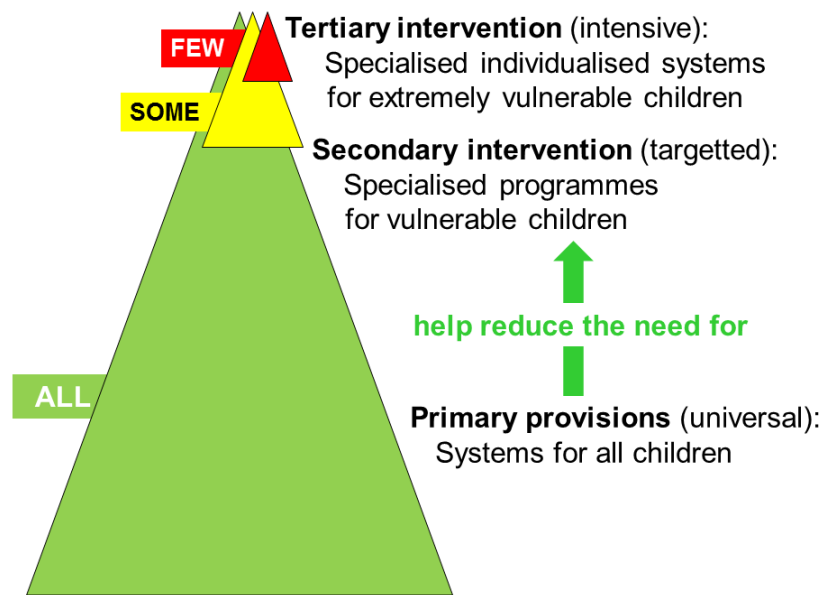 FEW
Tertiary intervention (intensive):
Specialised individualised systems
for extremely vulnerable children
SOME
Secondary intervention (targetted):
Specialised programmes
for vulnerable children
help reduce the need for
ALL
Primary provisions (universal):
Systems for all children